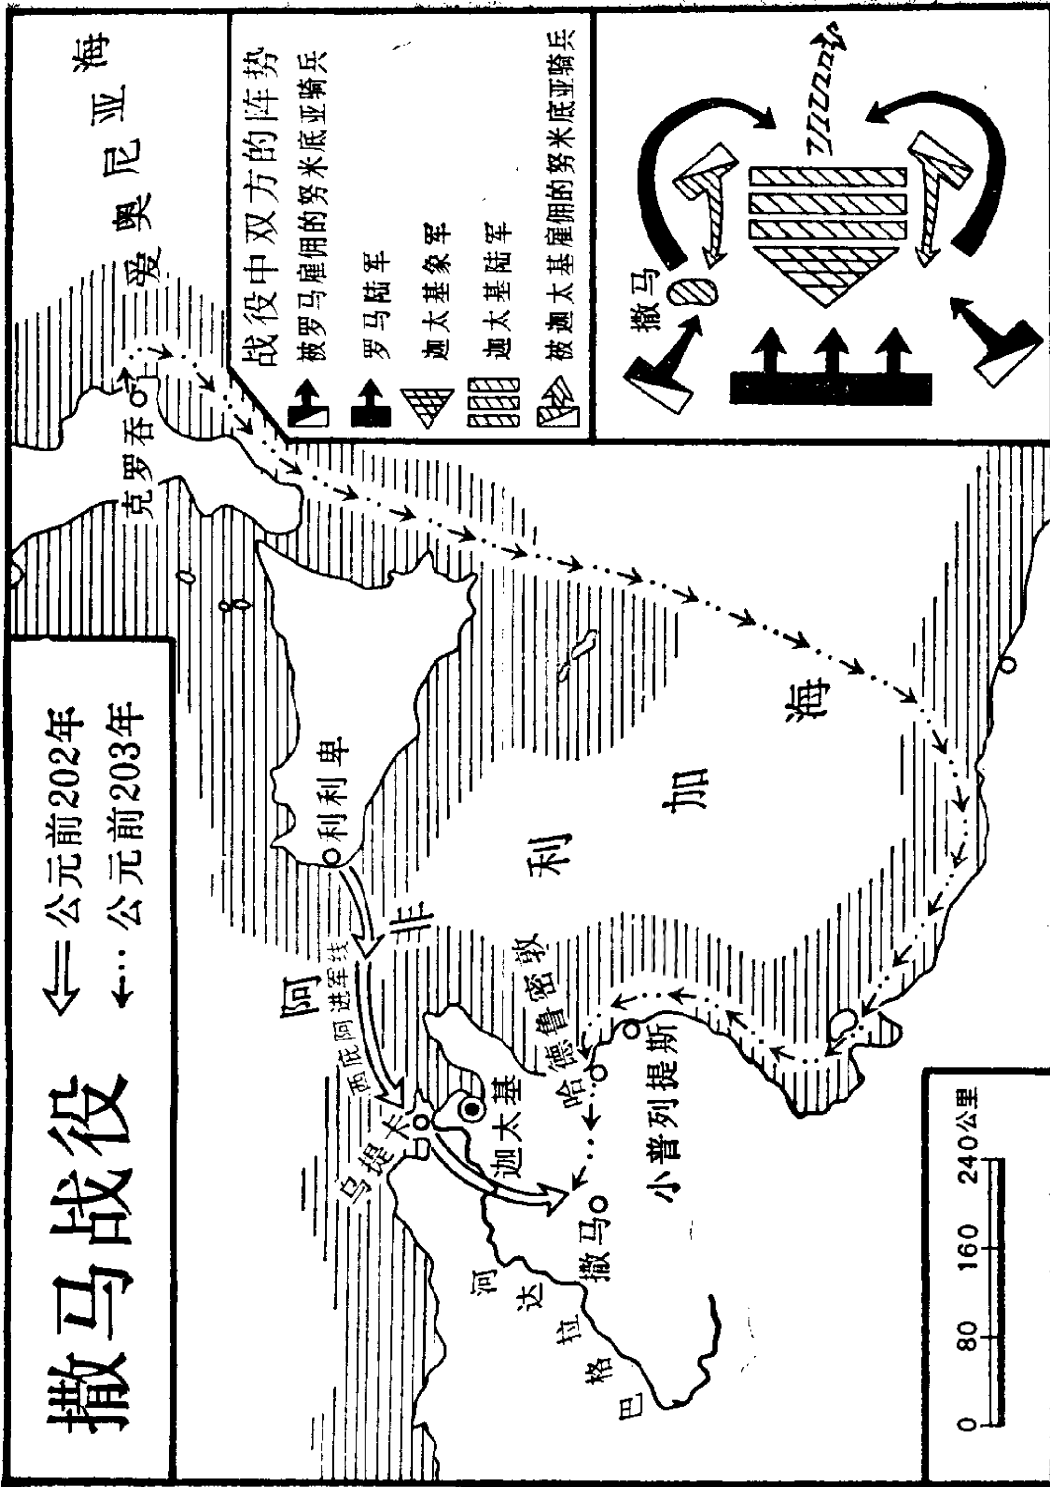 撒马战役
⇐公元前202年
←…公元前203年
爱奥尼亚海
克罗吞
利利卑
阿非利加海
西庇阿进军线
乌提卡
迦太基
哈德鲁密敦
小普列提斯
撒马
巴格拉达河
0 80 160 240公里
战役中双方的阵势
被罗马雇佣的努米底亚骑兵
罗马陆军
迦太基象军
迦太基陆军
被迦太基雇佣的努米底亚骑兵
撒马